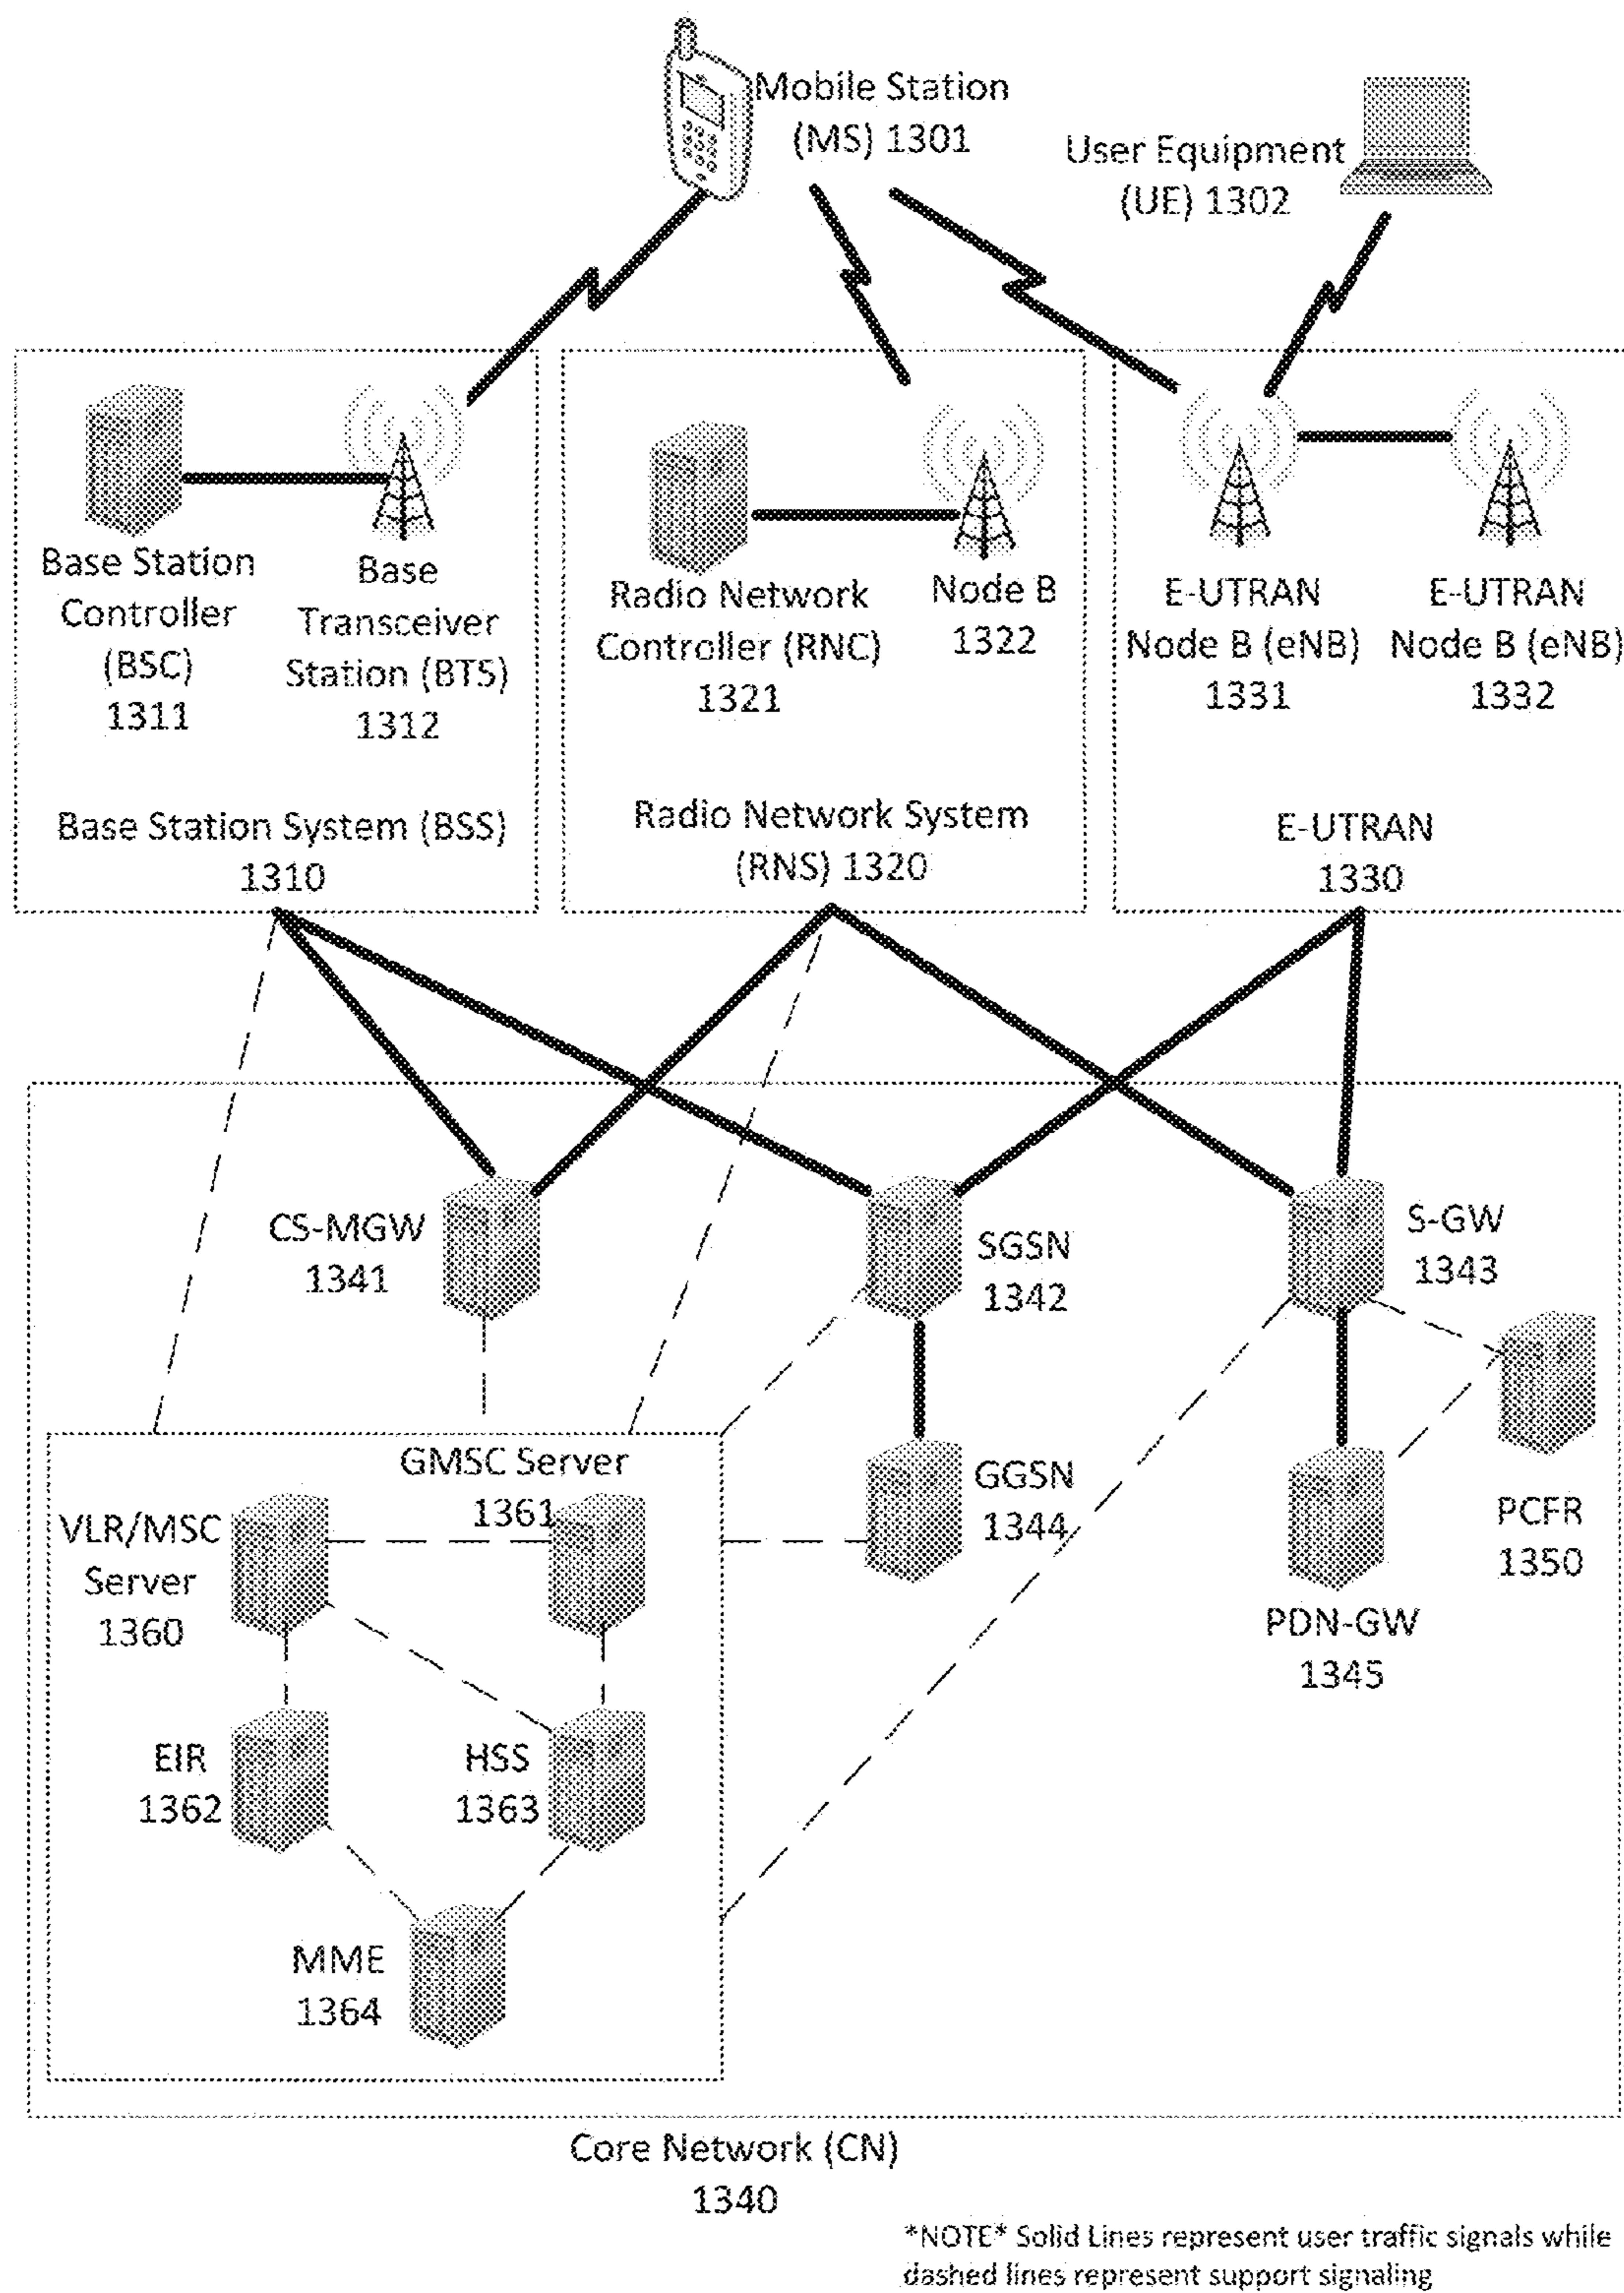 Mobile Station
(MS) 1301
User Equipment
(UE) 1302
Base Station
Controller
(BSC)
1311
Base
Transceiver
Station (BTS)
1312
Base Station System (BSS)
1310
Radio Network
Controller (RNC)
1321
Node B
1322
Radio Network System
(RNS) 1320
E-UTRAN
Node B (eNB)
1331
E-UTRAN
Node B (eNB)
1332
E-UTRAN
1330
CS-MGW
1341
SGSN
1342
S-GW
1343
GMSC Server
1361
VLR/MSC
Server
1360
GGSN
1344
PCFR
1350
PDN-GW
1345
EIR
1362
HSS
1363
MME
1364
Core Network (CN)
1340
*NOTE* Solid Lines represent user traffic signals while
dashed lines represent support signaling